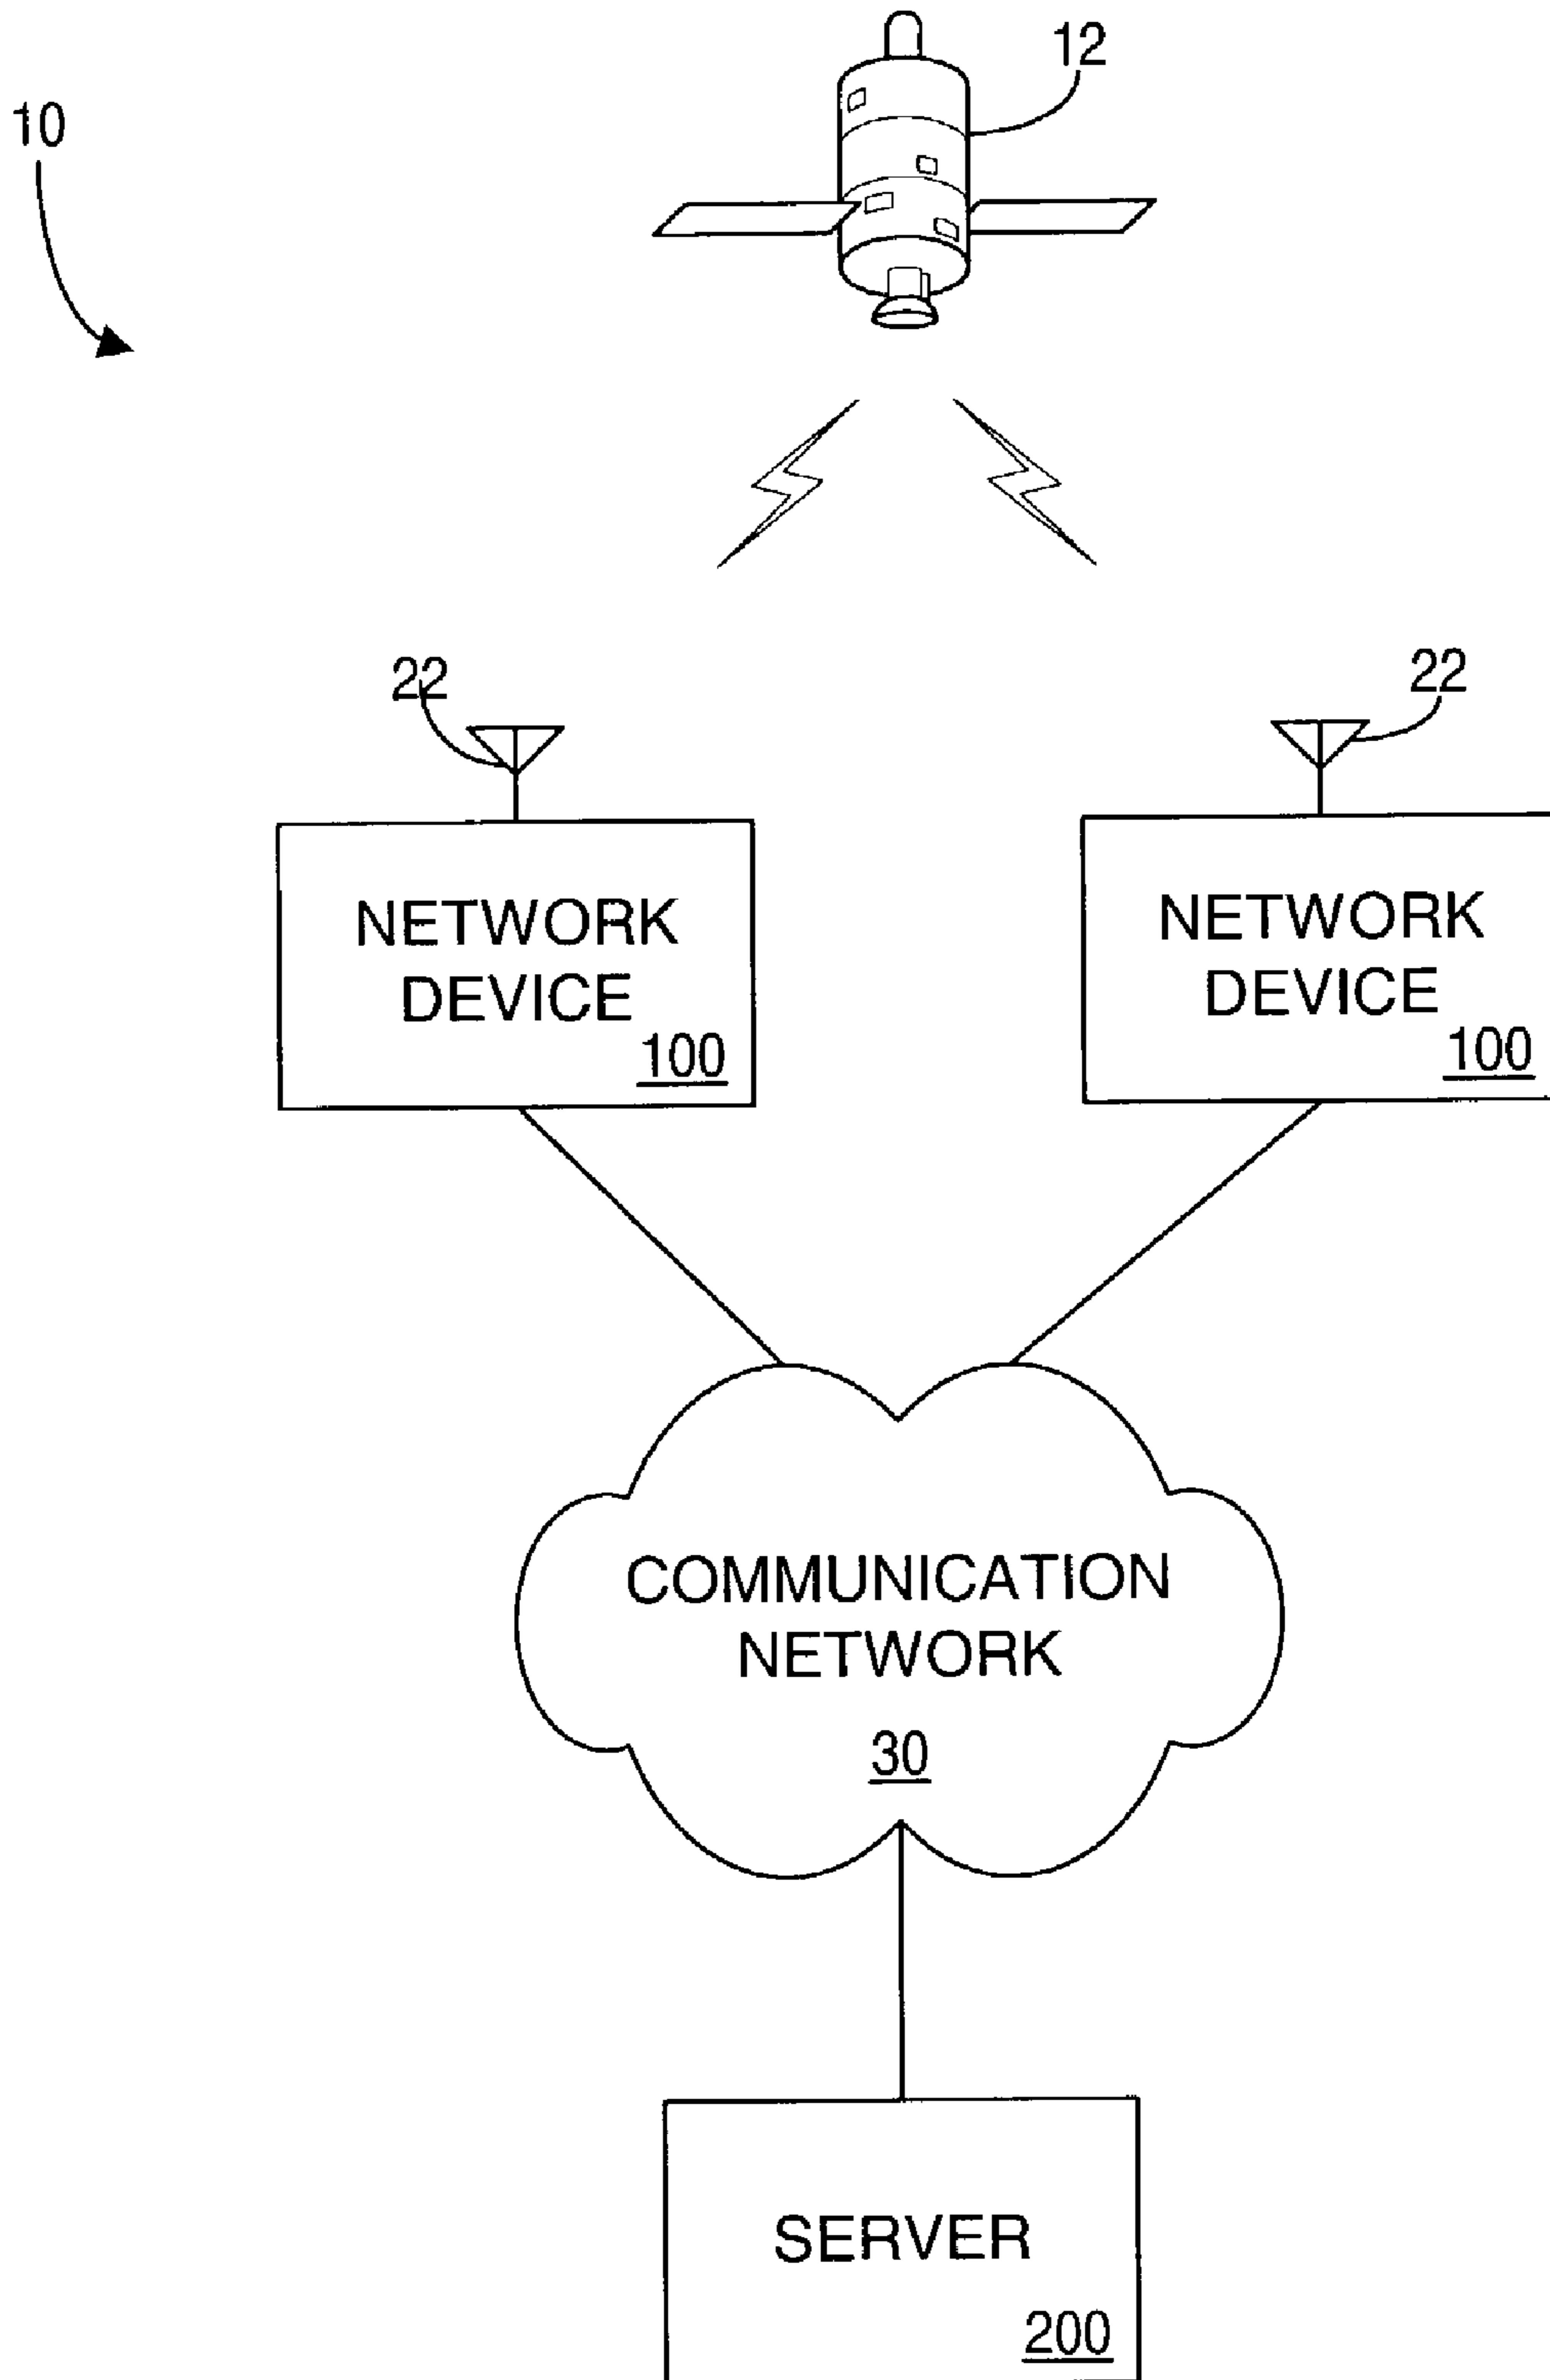 12
10
22
22
NETWORK
DEVICE
100
NETWORK
DEVICE
100
COMMUNICATION
NETWORK
30
SERVER
200